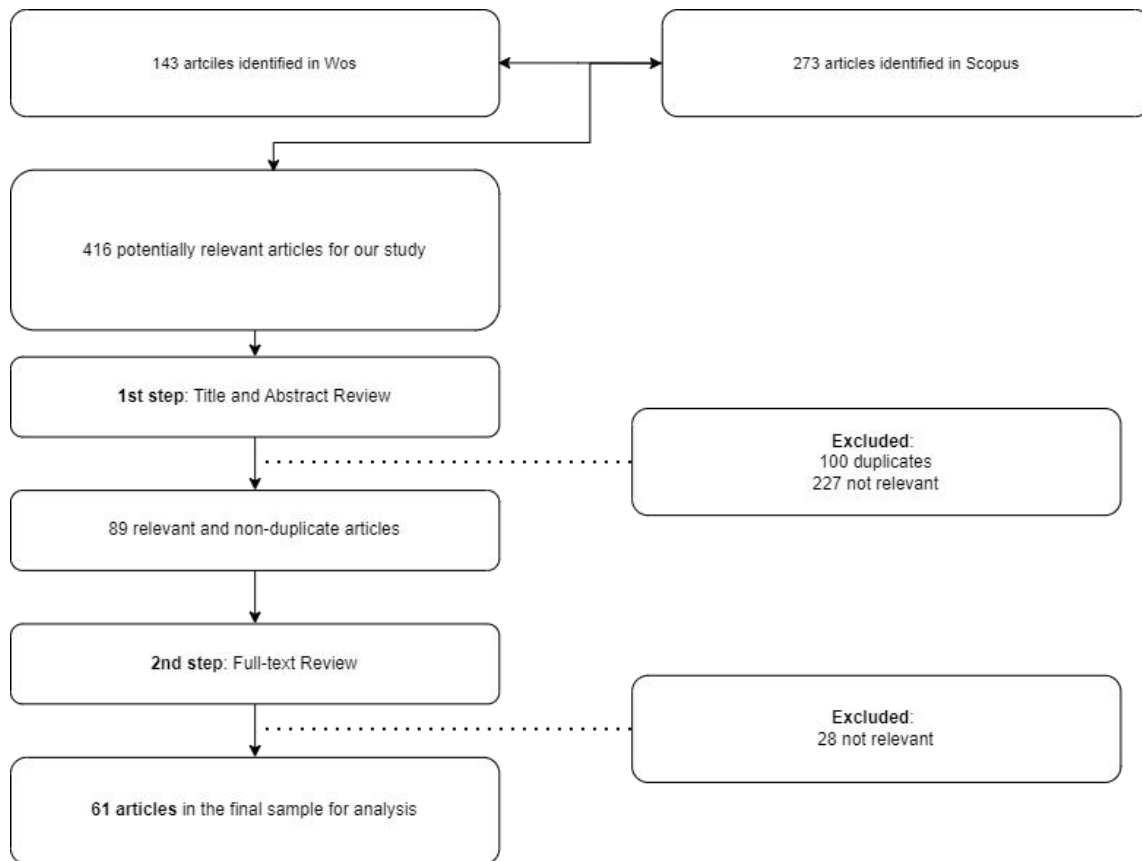 143 artciles identified in Wos
273 articles identified in Scopus
416 potentially relevant articles for our study
1st step: Title and Abstract Review
Excluded:
100 duplicates
227 not relevant
89 relevant and non-duplicate articles
2nd step: Full-text Review
Excluded:
28 not relevant
61 articles in the final sample for analysis